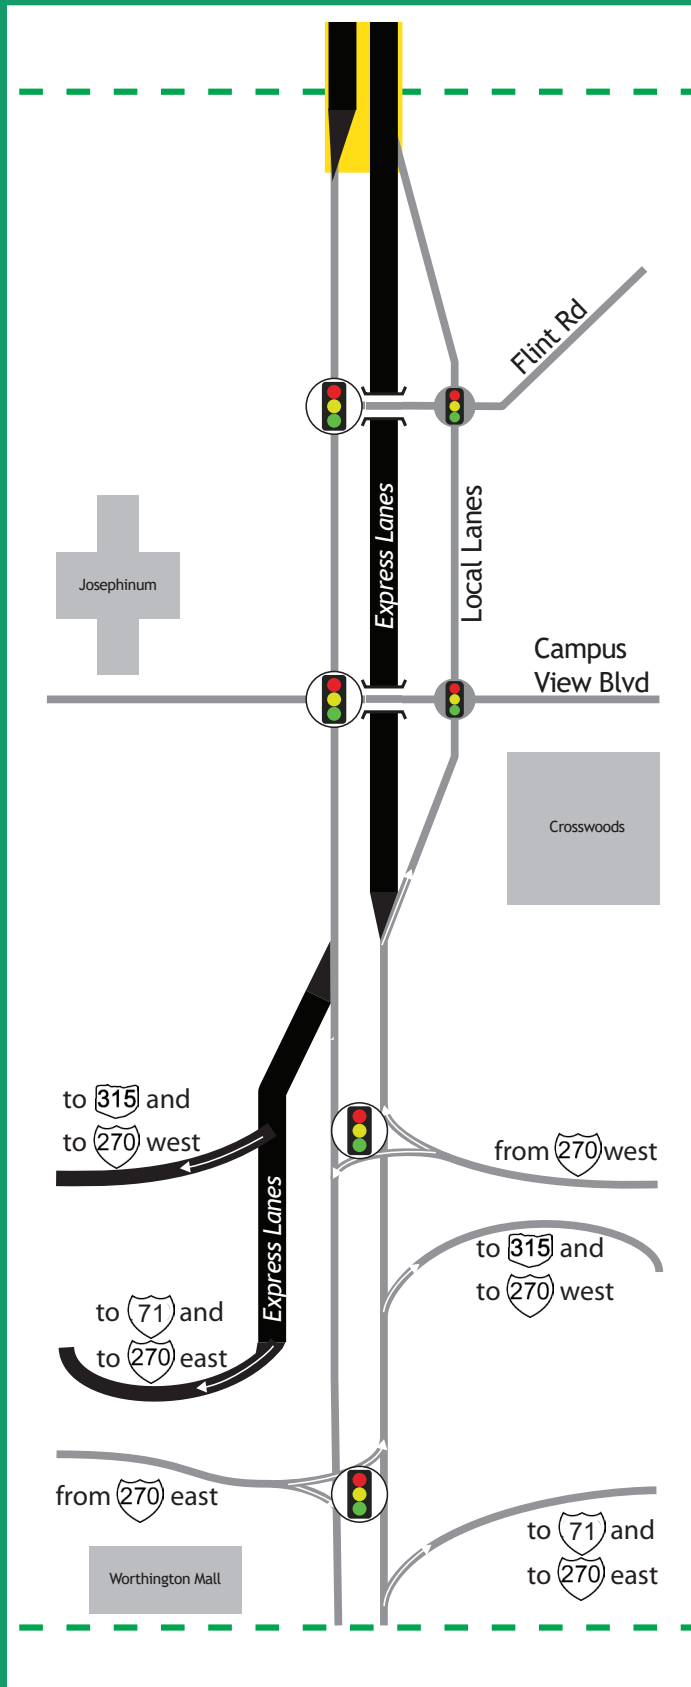 Flint Rd
Express Lanes
Local Lanes
Josephinum
Campus
View Blvd
Crosswoods
to 315 and
to 270 west
from 270 west
Express Lanes
to 315 and
to 270 west
to 71 and
to 270 east
from 270 east
to 71 and
to 270 east
Worthington Mall